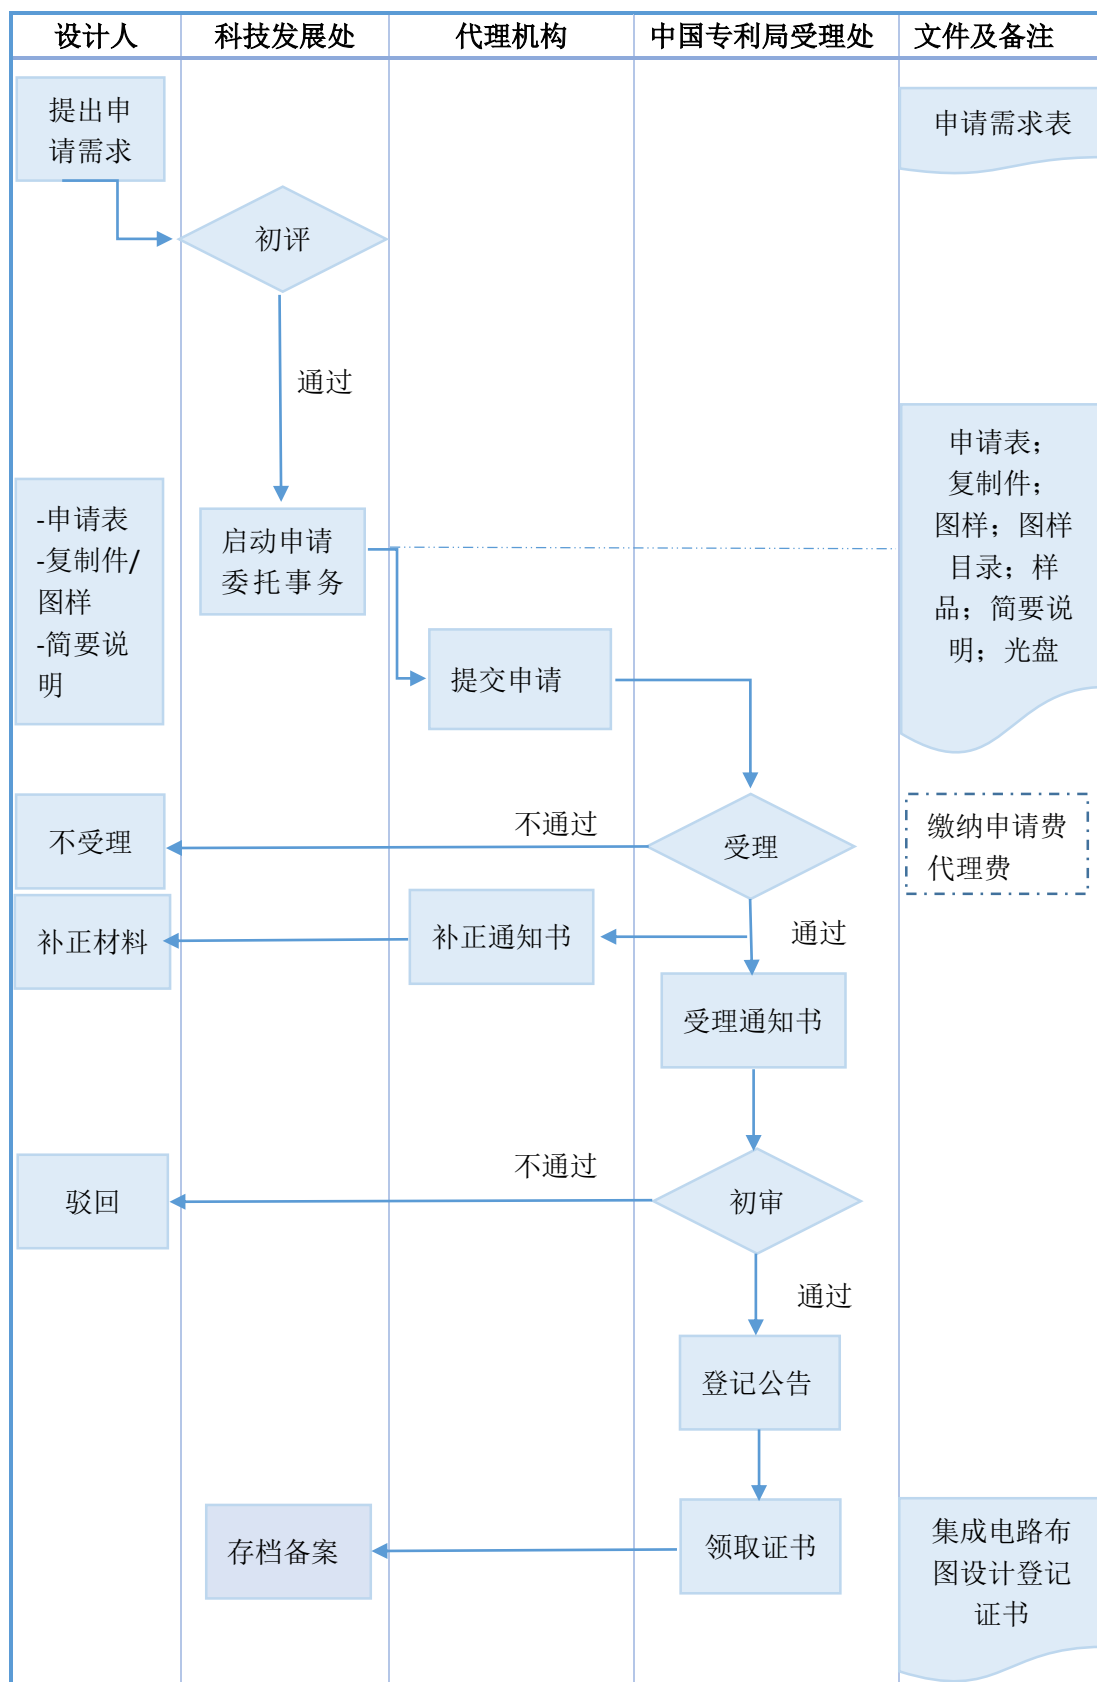 设计人
科技发展处
代理机构
中国专利局受理处
文件及备注
提出申
请需求
申请需求表
初评
通过
申请表；
复制件；
图样；图样
目录；样
品；简要说
明；光盘
-申请表
-复制件/
图样
-简要说
明
启动申请
委托事务
提交申请
不受理
不通过
受理
缴纳申请费
代理费
补正材料
补正通知书
通过
受理通知书
驳回
不通过
初审
通过
登记公告
存档备案
领取证书
集成电路布
图设计登记
证书